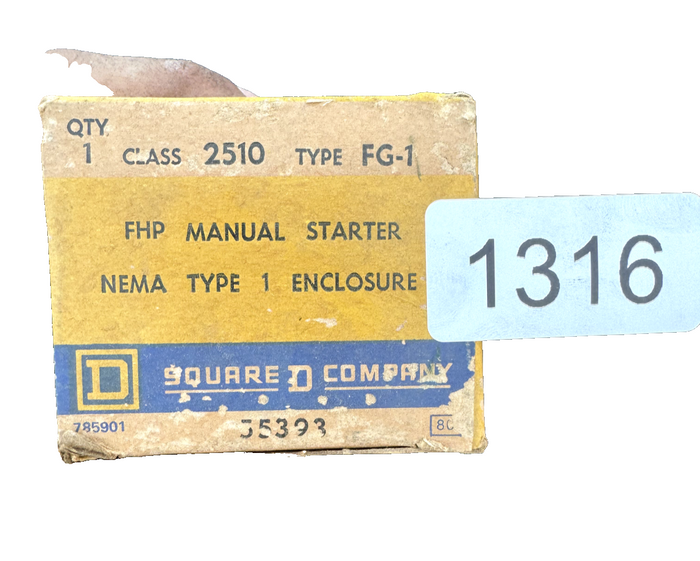 QTY
1 CLASS 2510 TYPE FG-1
FHP MANUAL STARTER
NEMA TYPE 1 ENCLOSURE
1316
D SQUARE D COMPANY
785901 35393